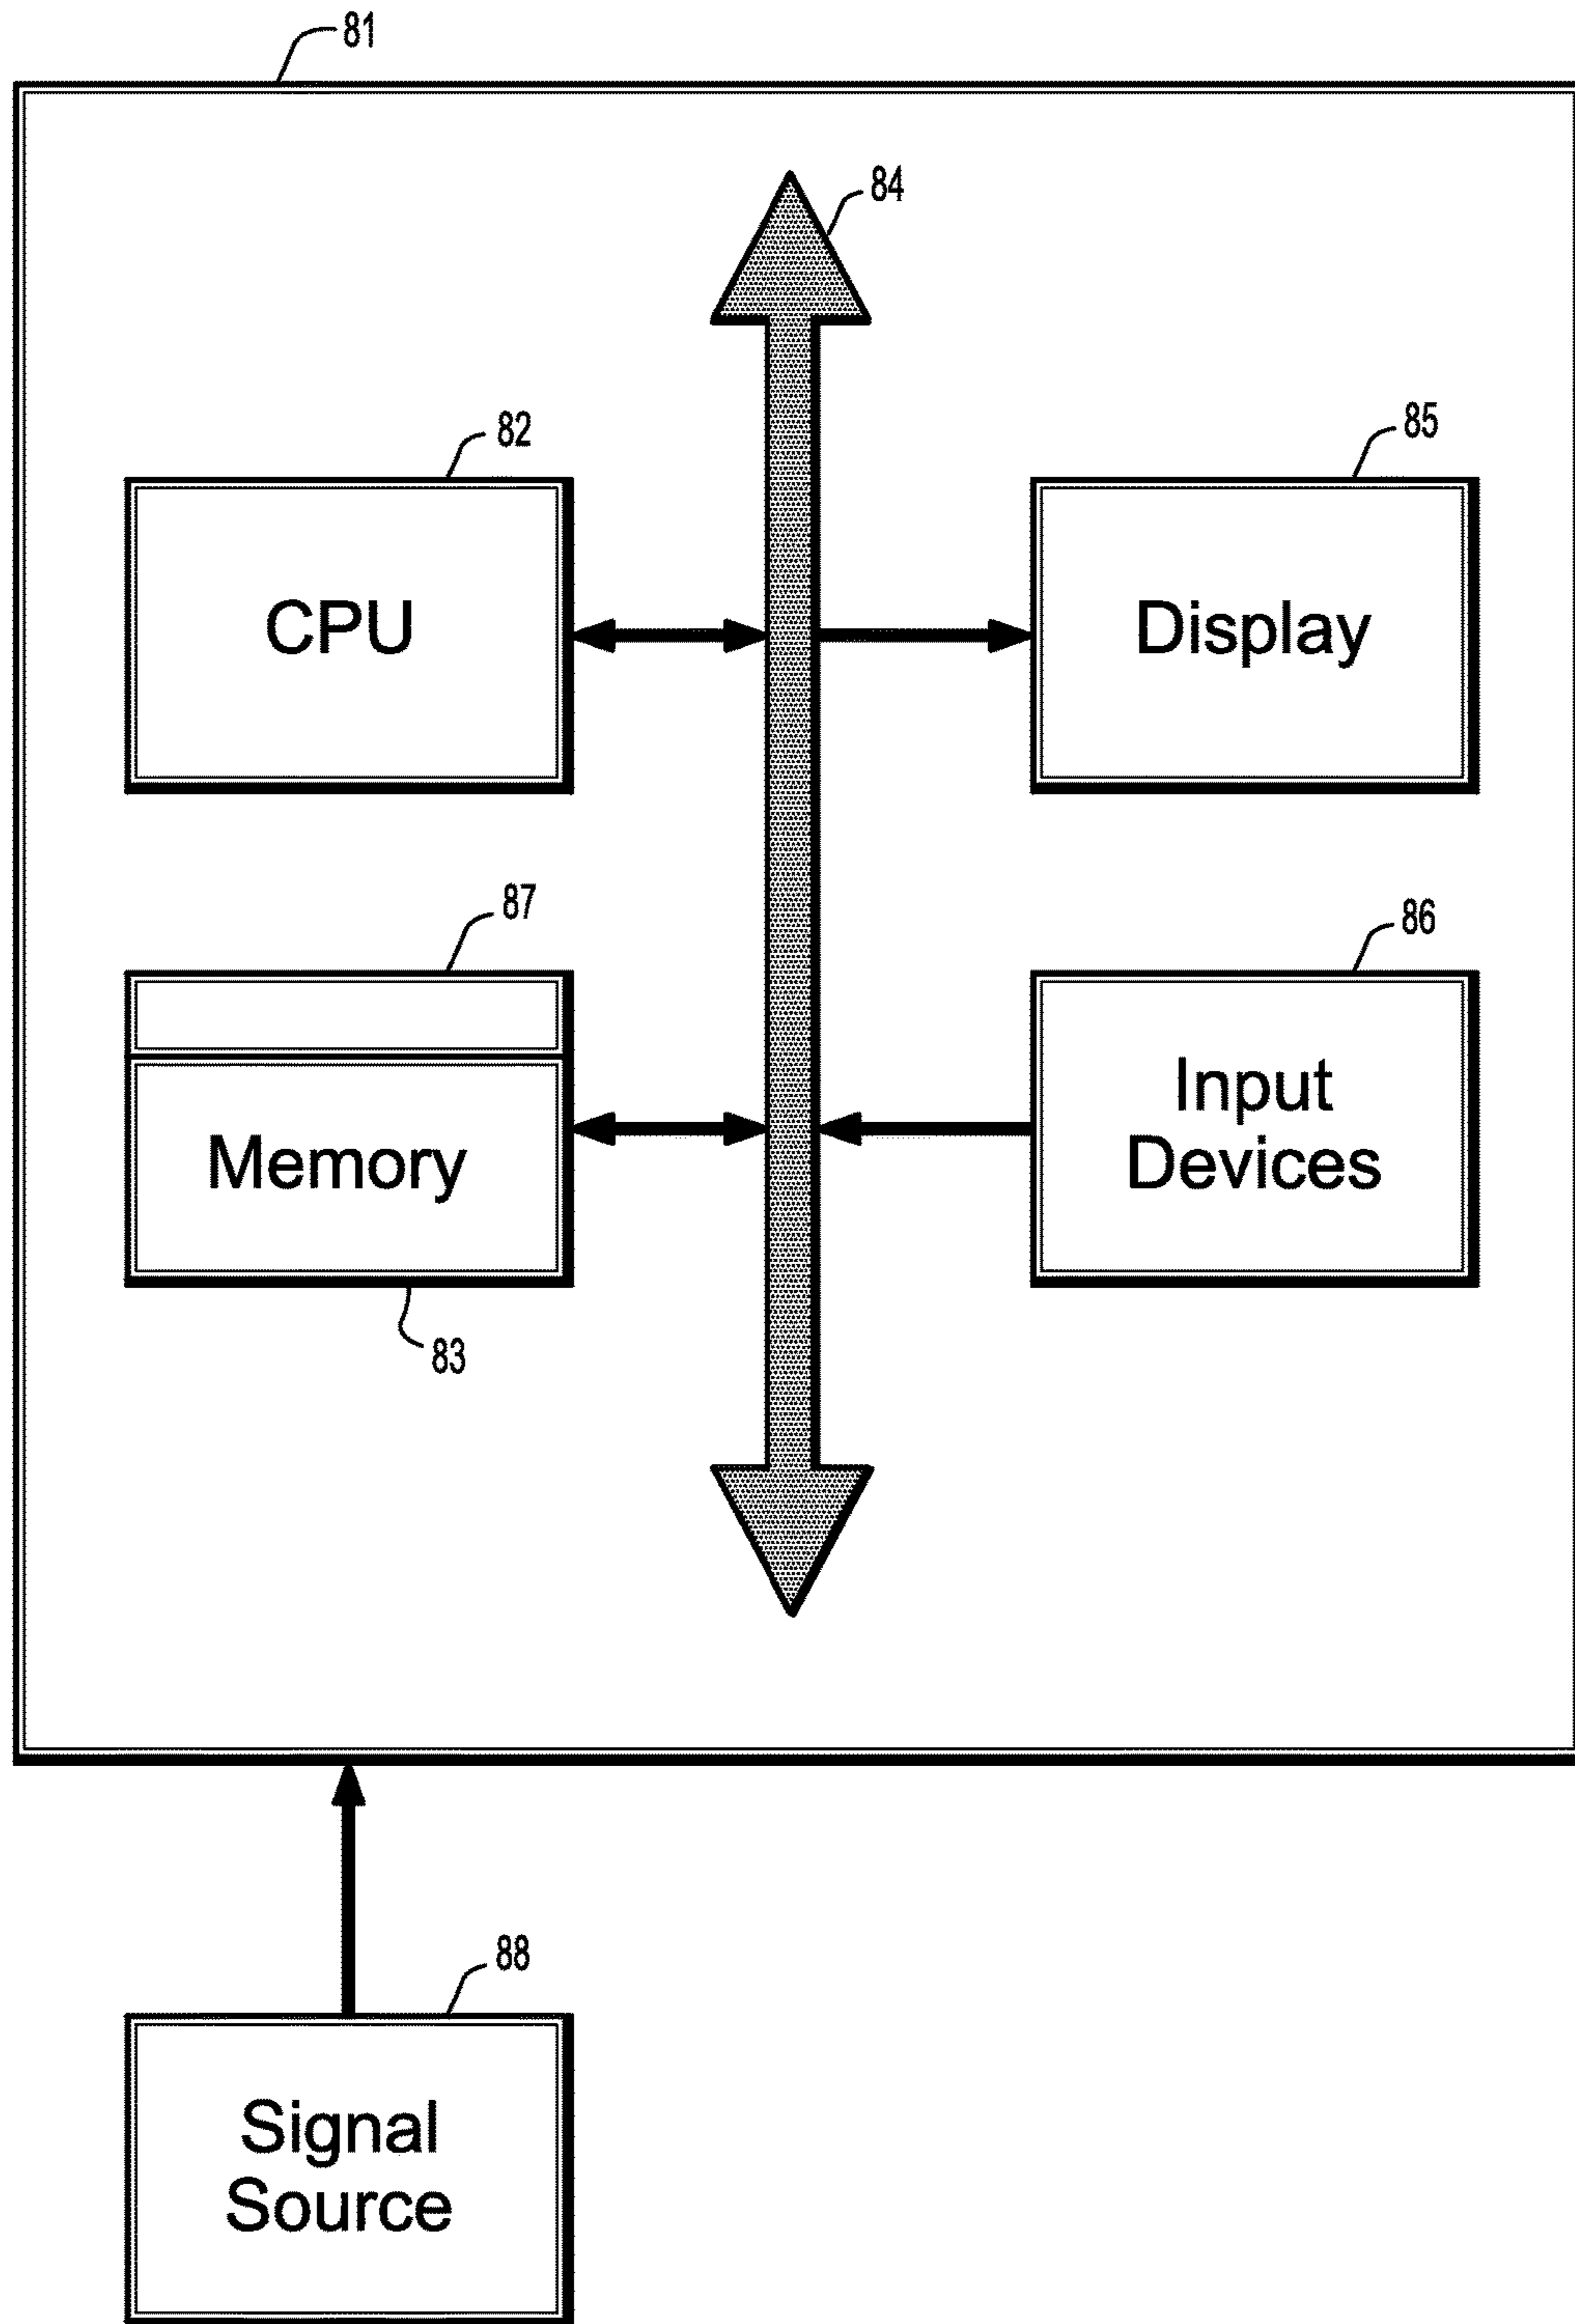 81
84
82
CPU
85
Display
87
Memory
83
86
Input
Devices
88
Signal
Source